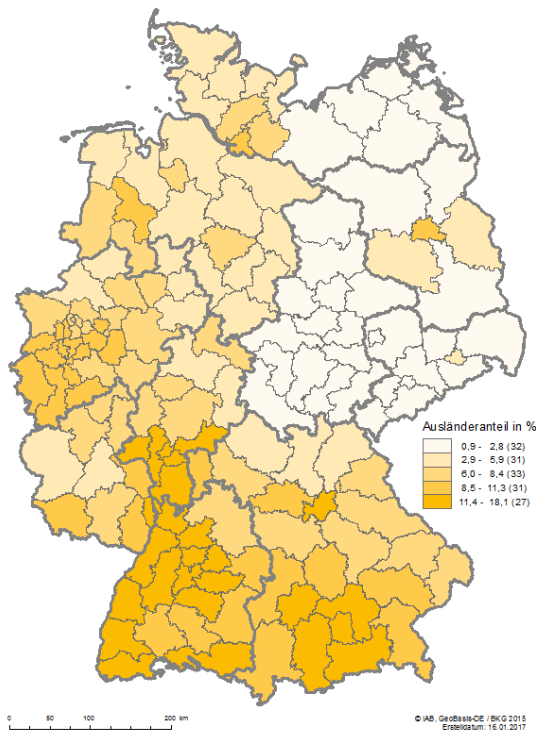 Ausländeranteil in %
0,9 - 2,8 (32)
2,9 - 5,9 (31)
6,0 - 8,4 (33)
8,5 - 11,3 (31)
11,4 - 18,1 (27)
0 50 100 200 km
© IAB, GeoBasis-DE / BKG 2015
Erstelldatum: 16.01.2017